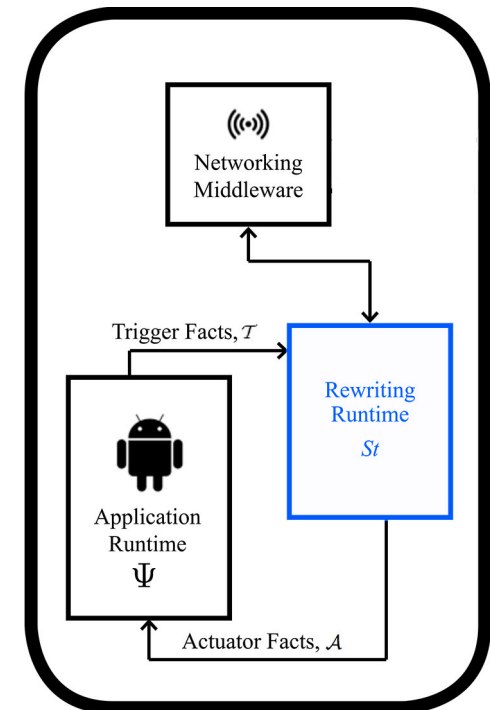 Networking
Middleware
Trigger Facts, 𝒯
Rewriting
Runtime
St
Application
Runtime
Ψ
Actuator Facts, 𝒜